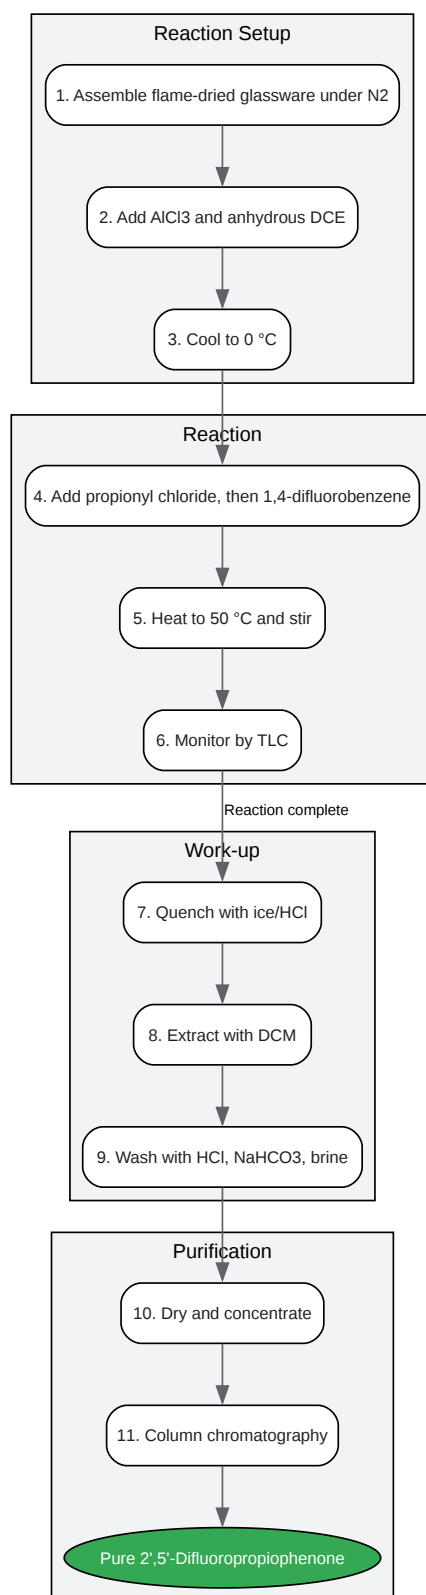 Reaction Setup
1. Assemble flame-dried glassware under N2
2. Add AlCl3 and anhydrous DCE
3. Cool to 0 °C
Reaction
4. Add propionyl chloride, then 1,4-difluorobenzene
5. Heat to 50 °C and stir
6. Monitor by TLC
Reaction complete
Work-up
7. Quench with ice/HCl
8. Extract with DCM
9. Wash with HCl, NaHCO3, brine
Purification
10. Dry and concentrate
11. Column chromatography
Pure 2',5'-Difluoropropiophenone